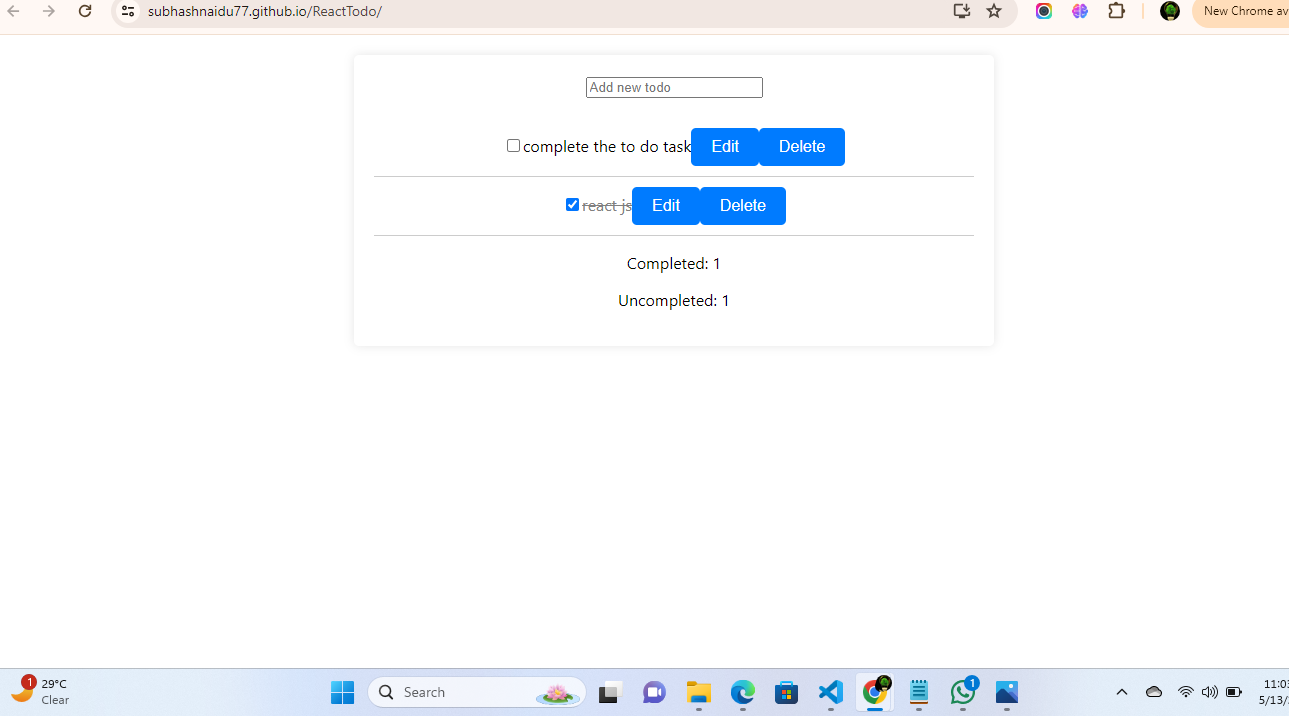 subhashnaidu77.github.io/ReactTodo/
New Chrome av
Add new todo
complete the to do task Edit Delete
react js Edit Delete
Completed: 1
Uncompleted: 1
1
29°C
Clear
Search
1
11:03
5/13/